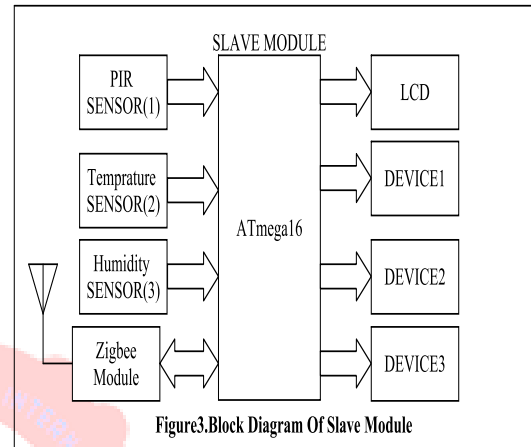 SLAVE MODULE
PIR
SENSOR(1)
Temprature
SENSOR(2)
Humidity
SENSOR(3)
Zigbee
Module
ATmega16
LCD
DEVICE1
DEVICE2
DEVICE3
Figure3.Block Diagram Of Slave Module
INTERN